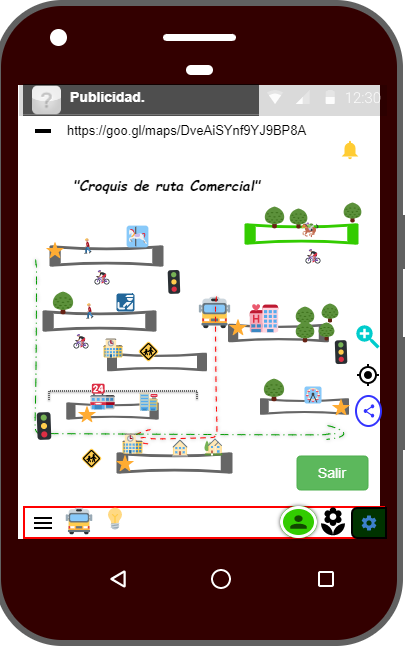 Publicidad.
12:30
https://goo.gl/maps/DveAiSYnf9YJ9BP8A
"Croquis de ruta Comercial"
H
24
Salir